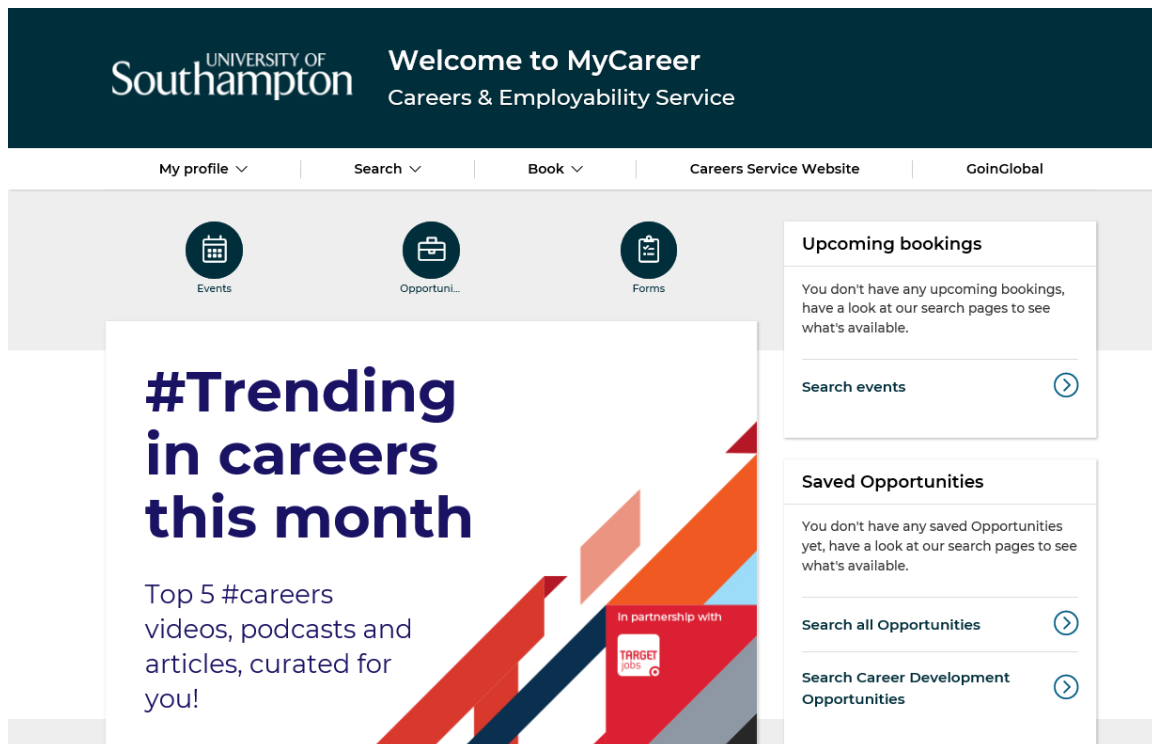 UNIVERSITY OF
Southampton
Welcome to MyCareer
Careers & Employability Service
My profile
Search
Book
Careers Service Website
GoinGlobal
Events
Opportuni...
Forms
#Trending
in careers
this month
Top 5 #careers
videos, podcasts and
articles, curated for
you!
In partnership with
TARGET
jobs
Upcoming bookings
You don't have any upcoming bookings,
have a look at our search pages to see
what's available.
Search events
Saved Opportunities
You don't have any saved Opportunities
yet, have a look at our search pages to see
what's available.
Search all Opportunities
Search Career Development
Opportunities